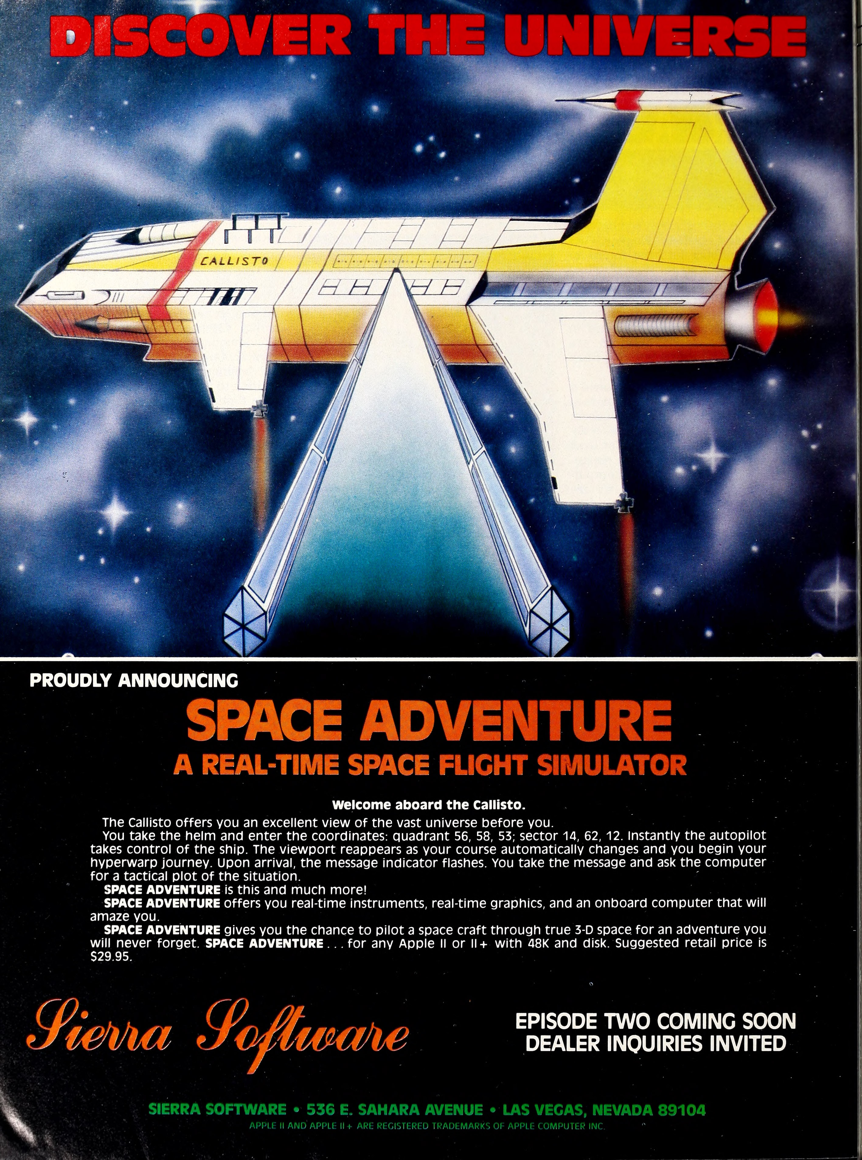 DISCOVER THE UNIVERSE
CALLISTO
PROUDLY ANNOUNCING
SPACE ADVENTURE
A REAL-TIME SPACE FLIGHT SIMULATOR
Welcome aboard the Callisto.
The Callisto offers you an excellent view of the vast universe before you.
You take the helm and enter the coordinates: quadrant 56, 58, 53; sector 14, 62, 12. Instantly the autopilot
takes control of the ship. The viewport reappears as your course automatically changes and you begin your
hyperwarp journey. Upon arrival, the message indicator flashes. You take the message and ask the computer
for a tactical plot of the situation.
SPACE ADVENTURE is this and much more!
SPACE ADVENTURE offers you real-time instruments, real-time graphics, and an onboard computer that will
amaze you.
SPACE ADVENTURE gives you the chance to pilot a space craft through true 3-D space for an adventure you
will never forget. SPACE ADVENTURE . . . for any Apple II or II+ with 48K and disk. Suggested retail price is
$29.95.
Sierra Software
EPISODE TWO COMING SOON
DEALER INQUIRIES INVITED
SIERRA SOFTWARE • 536 E. SAHARA AVENUE • LAS VEGAS, NEVADA 89104
APPLE II AND APPLE II+ ARE REGISTERED TRADEMARKS OF APPLE COMPUTER INC.